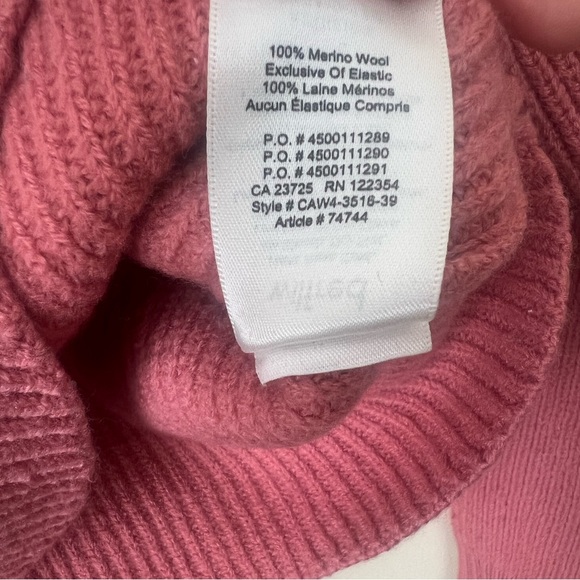 100% Merino Wool
Exclusive Of Elastic
100% Laine Mérinos
Aucun Élastique Compris
P.O. # 4500111289
P.O. # 4500111290
P.O. # 4500111291
CA 23725 RN 122354
Style # CAW4-3516-39
Article # 74744
wilfred